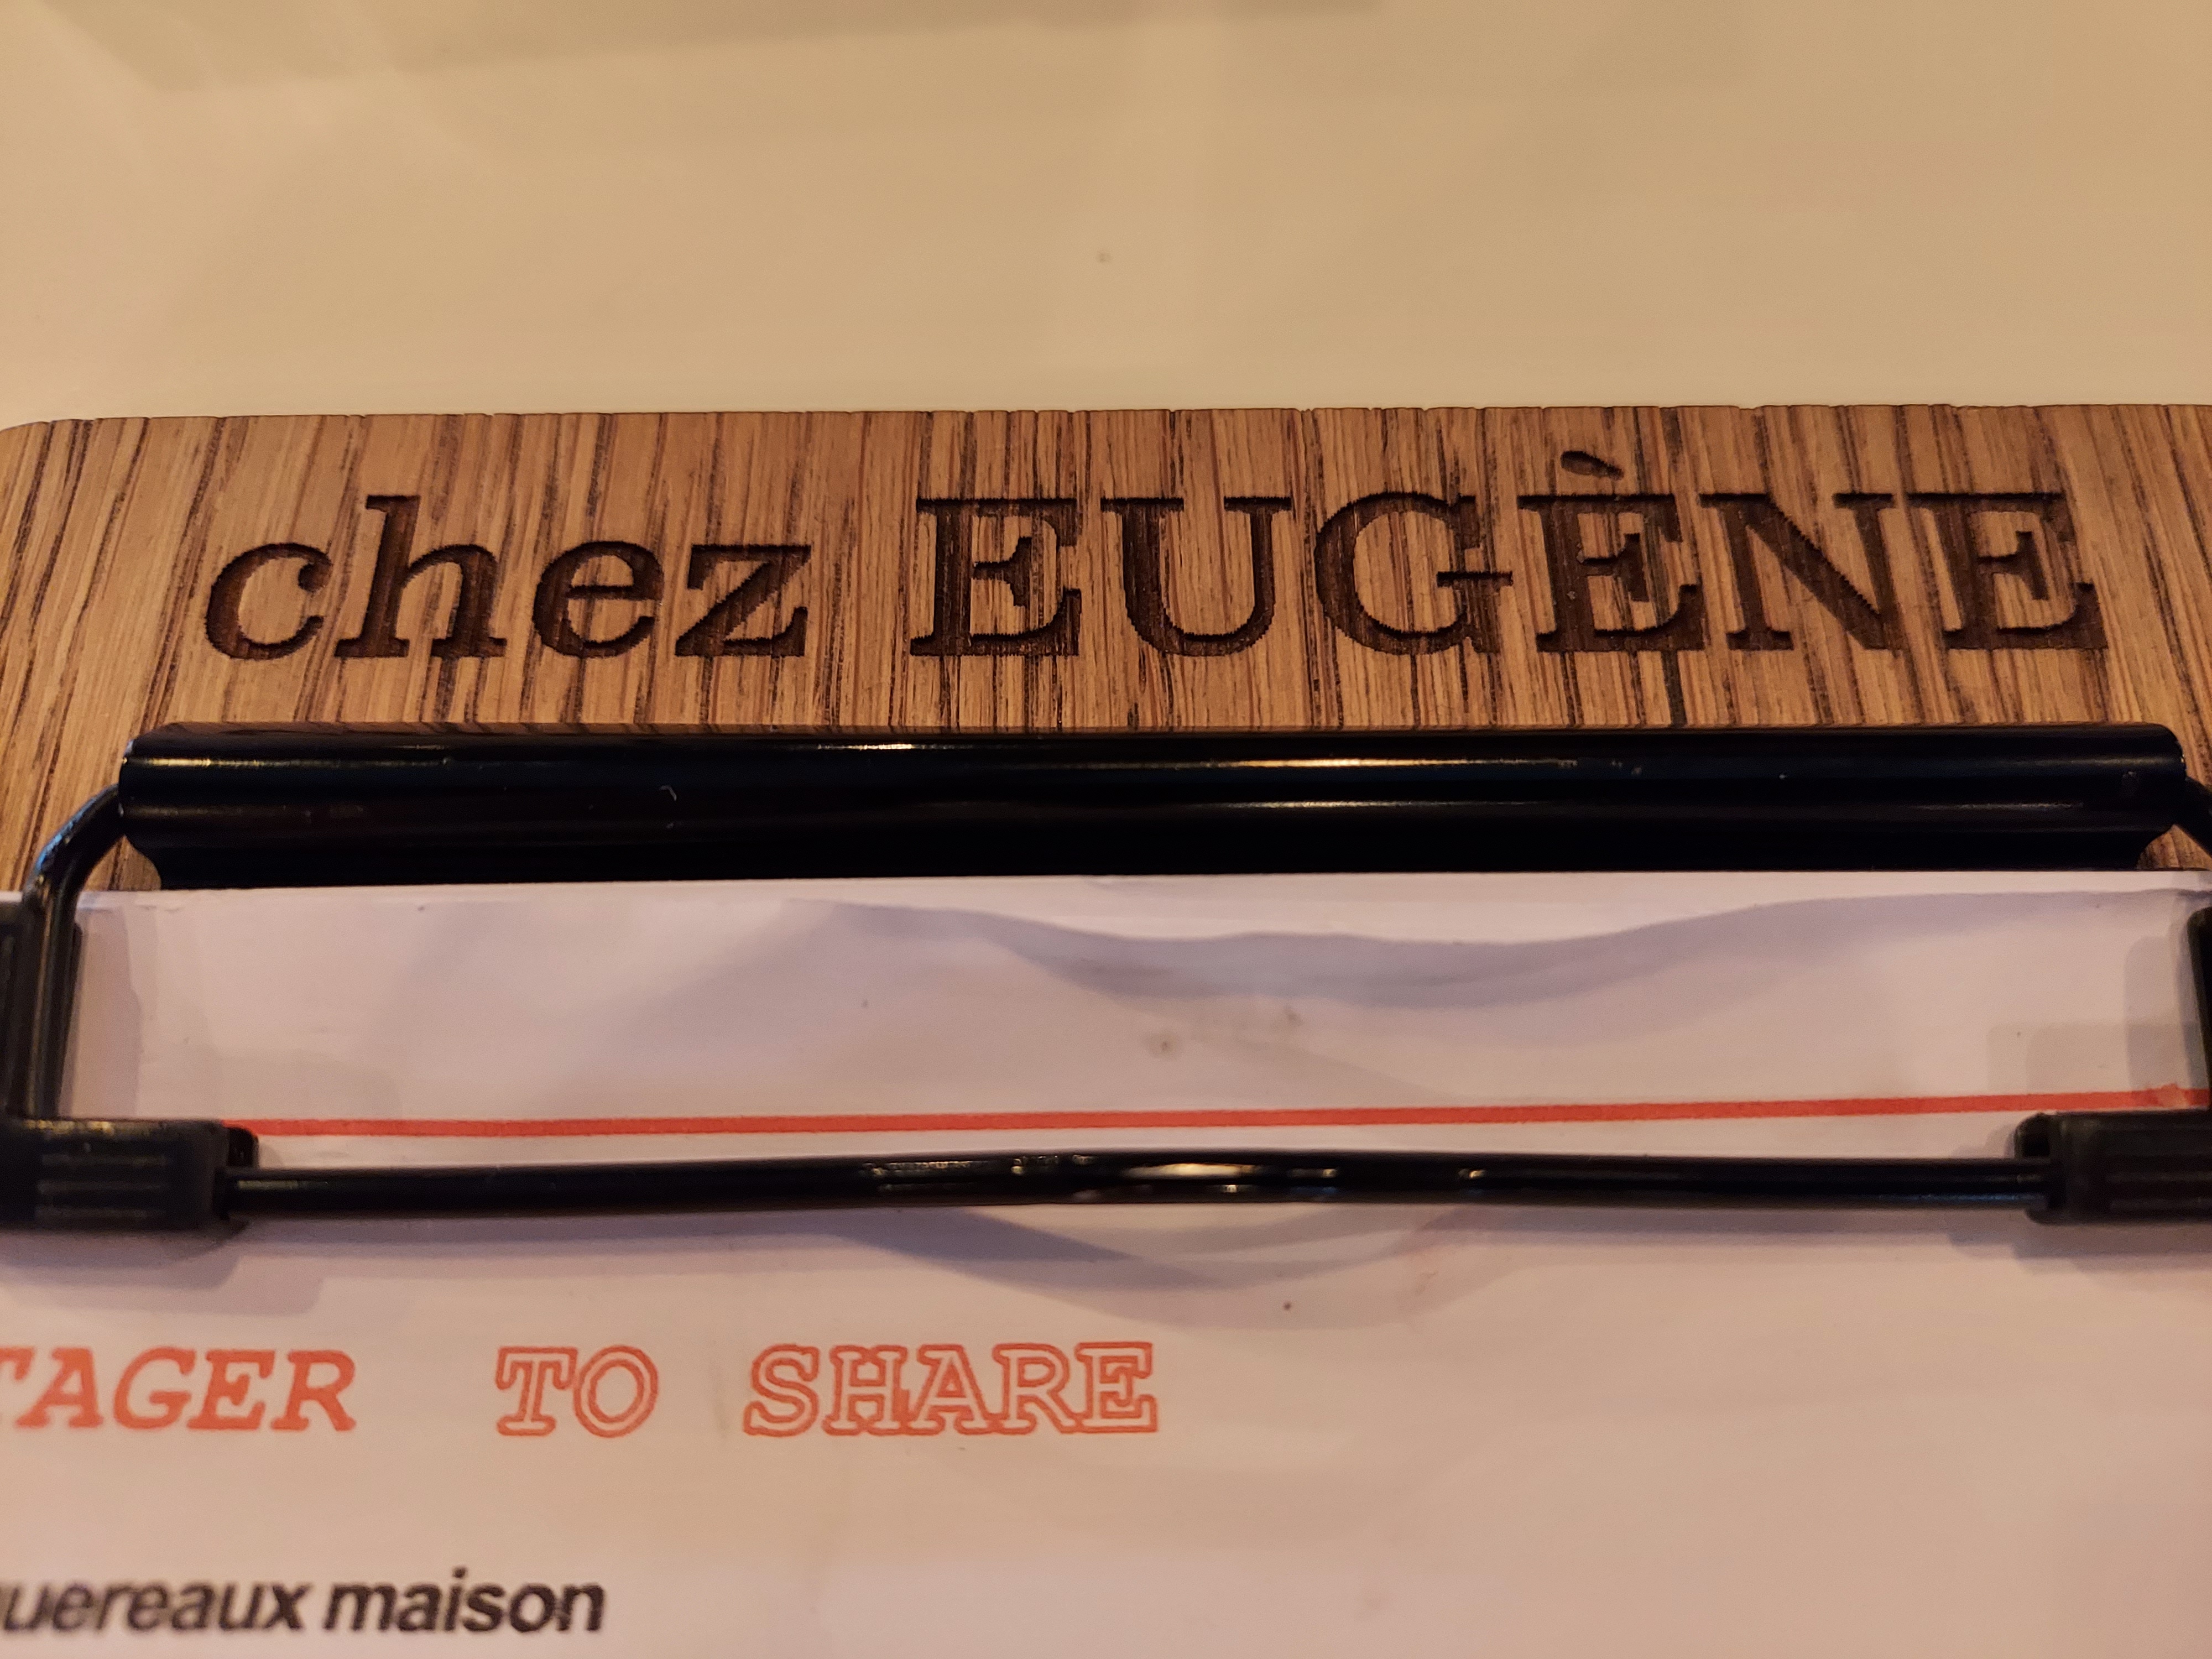 chez EUGÈNE
TAGER TO SHARE
uereaux maison